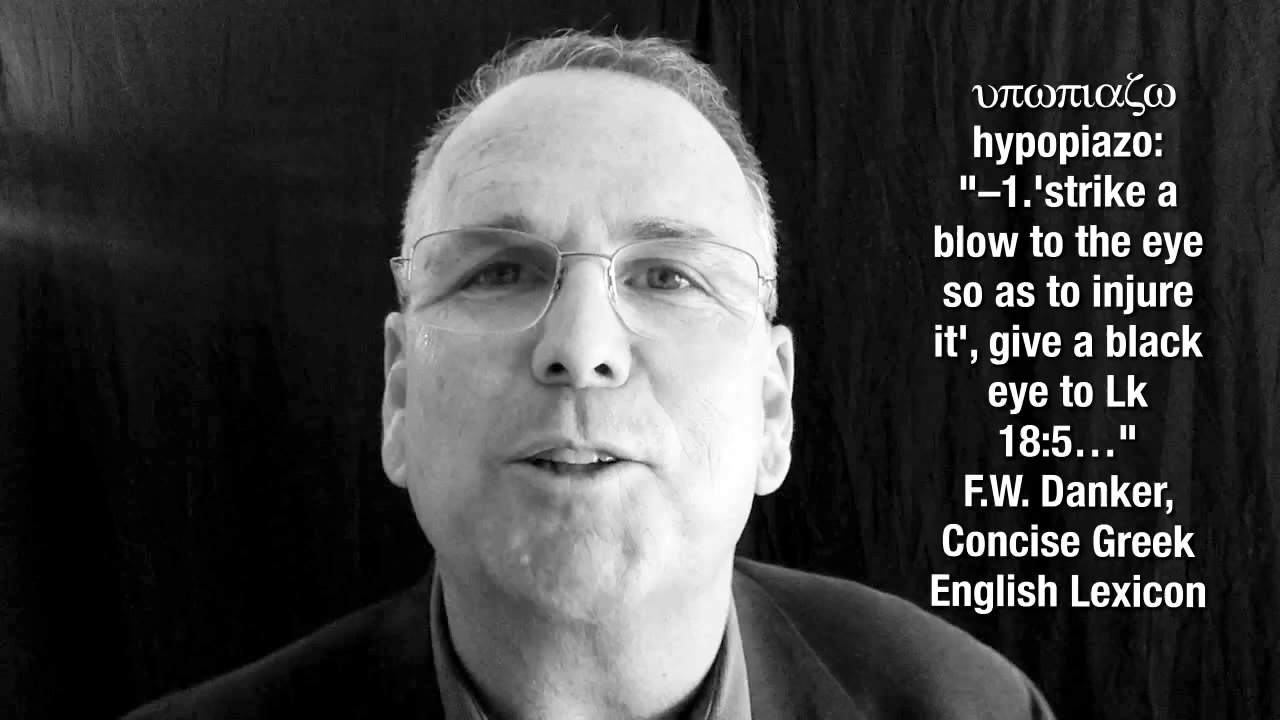 υπωπιαζω
hypopiazo:
"–1.'strike a
blow to the eye
so as to injure
it', give a black
eye to Lk
18:5…"
F.W. Danker,
Concise Greek
English Lexicon